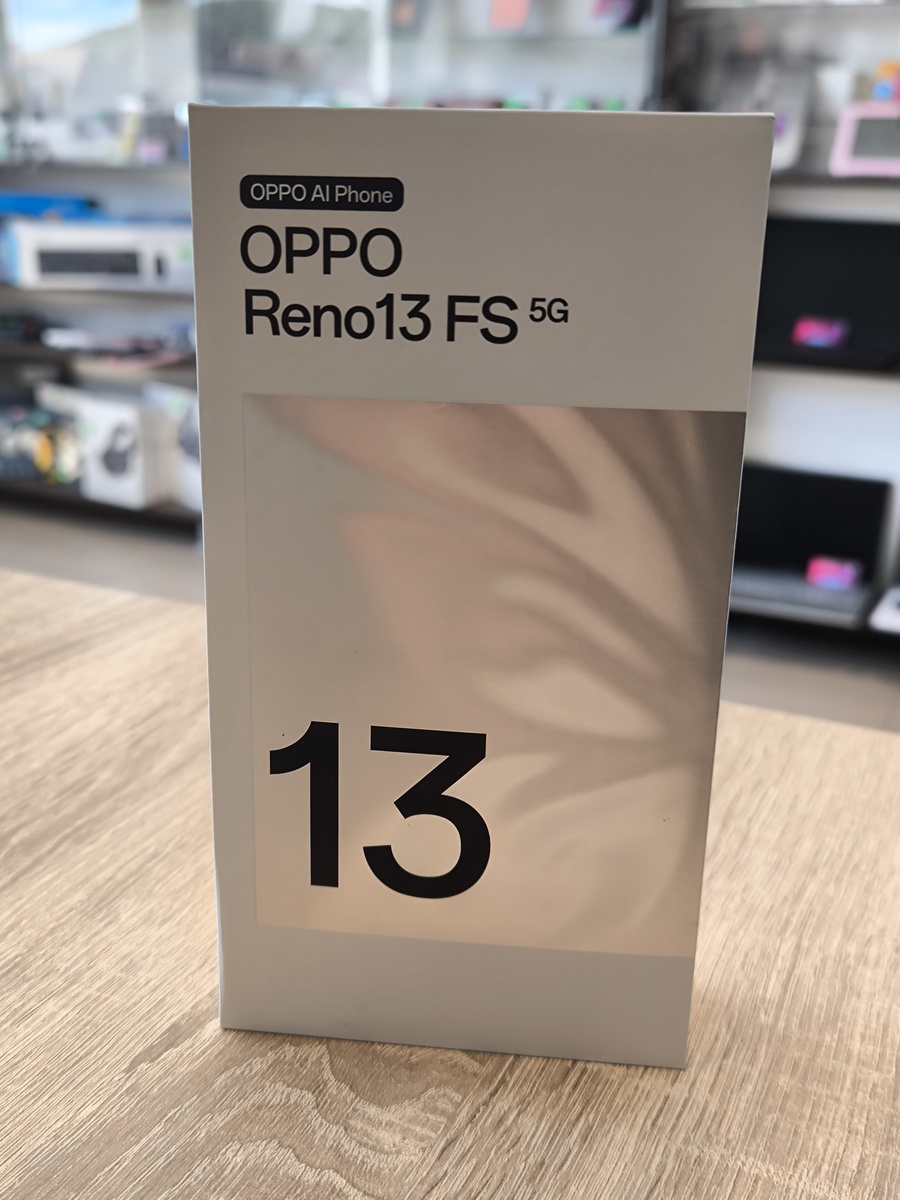 OPPO AI Phone
OPPO
Reno13 FS 5G
13